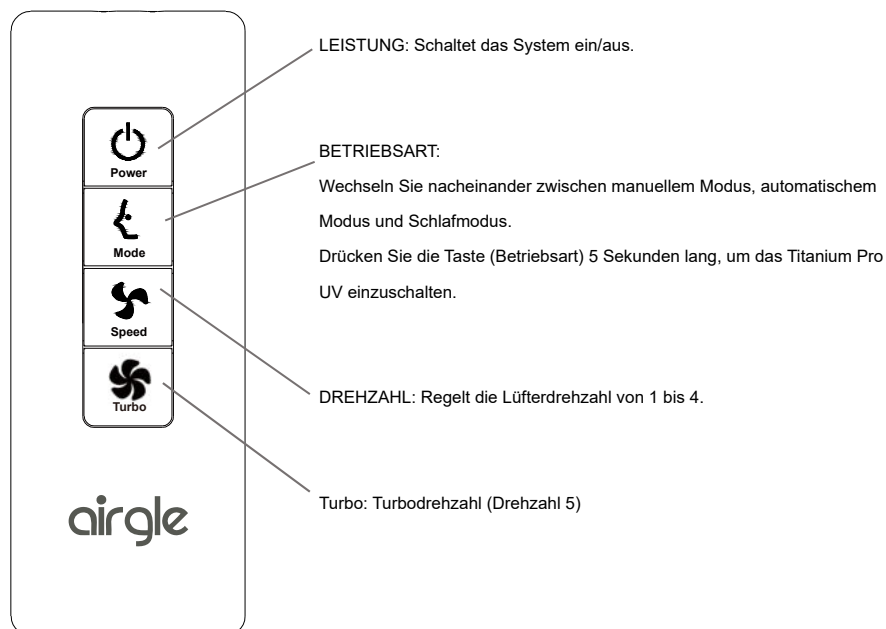 LEISTUNG: Schaltet das System ein/aus.
Power
BETRIEBSART:
Wechseln Sie nacheinander zwischen manuellem Modus, automatischem
Modus und Schlafmodus.
Drücken Sie die Taste (Betriebsart) 5 Sekunden lang, um das Titanium Pro
UV einzuschalten.
Mode
Speed
DREHZAHL: Regelt die Lüfterdrehzahl von 1 bis 4.
Turbo
Turbo: Turbodrehzahl (Drehzahl 5)
airgle